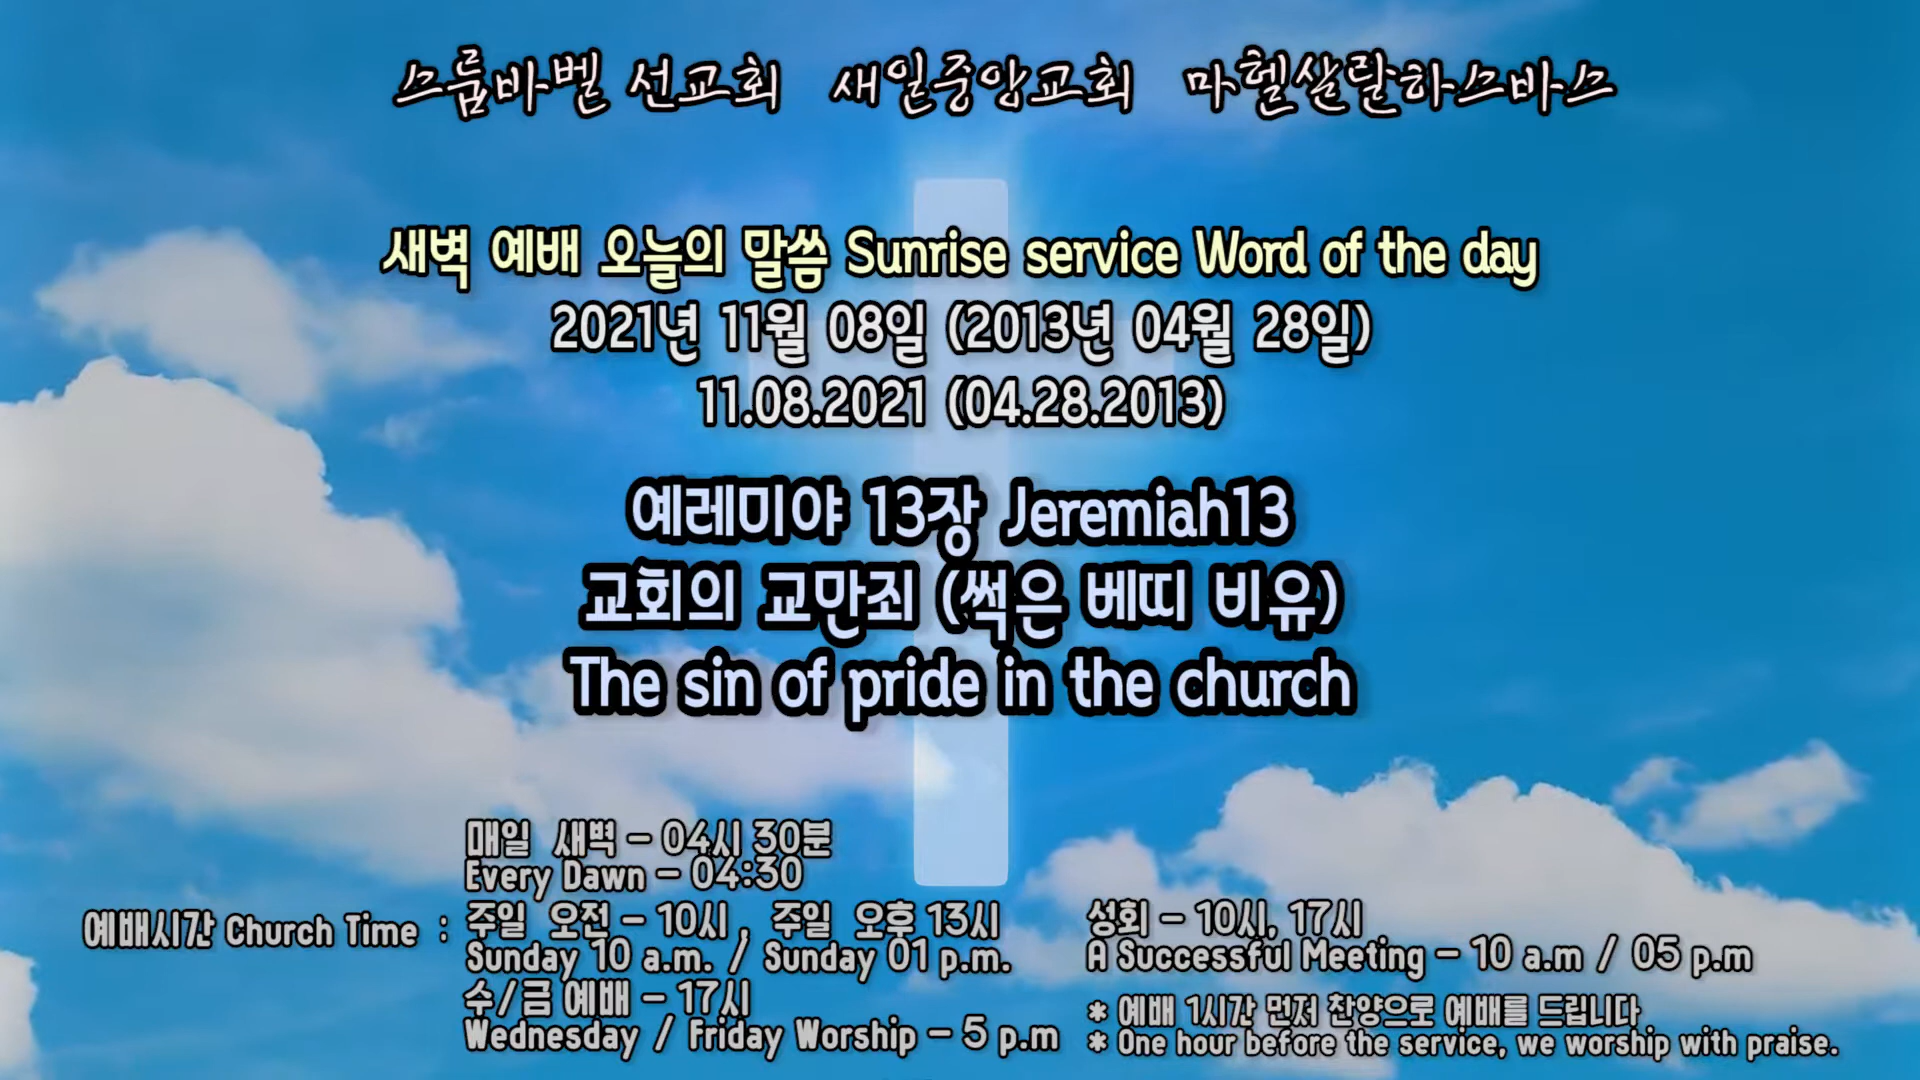 스룹바벨 선교회 새일중앙교회 마헬살랄하스바스
새벽 예배 오늘의 말씀 Sunrise service Word of the day
2021년 11월 08일 (2013년 04월 28일)
11.08.2021 (04.28.2013)
예레미야 13장 Jeremiah13
교회의 교만죄 (썩은 베띠 비유)
The sin of pride in the church
예배시간 Church Time :
매일 새벽 - 04시 30분
Every Dawn - 04:30
주일 오전 - 10시 , 주일 오후 13시
Sunday 10 a.m. / Sunday 01 p.m.
수/금 예배 - 17시
Wednesday / Friday Worship - 5 p.m
성회 - 10시, 17시
A Successful Meeting - 10 a.m / 05 p.m
* 예배 1시간 먼저 찬양으로 예배를 드립니다
* One hour before the service, we worship with praise.